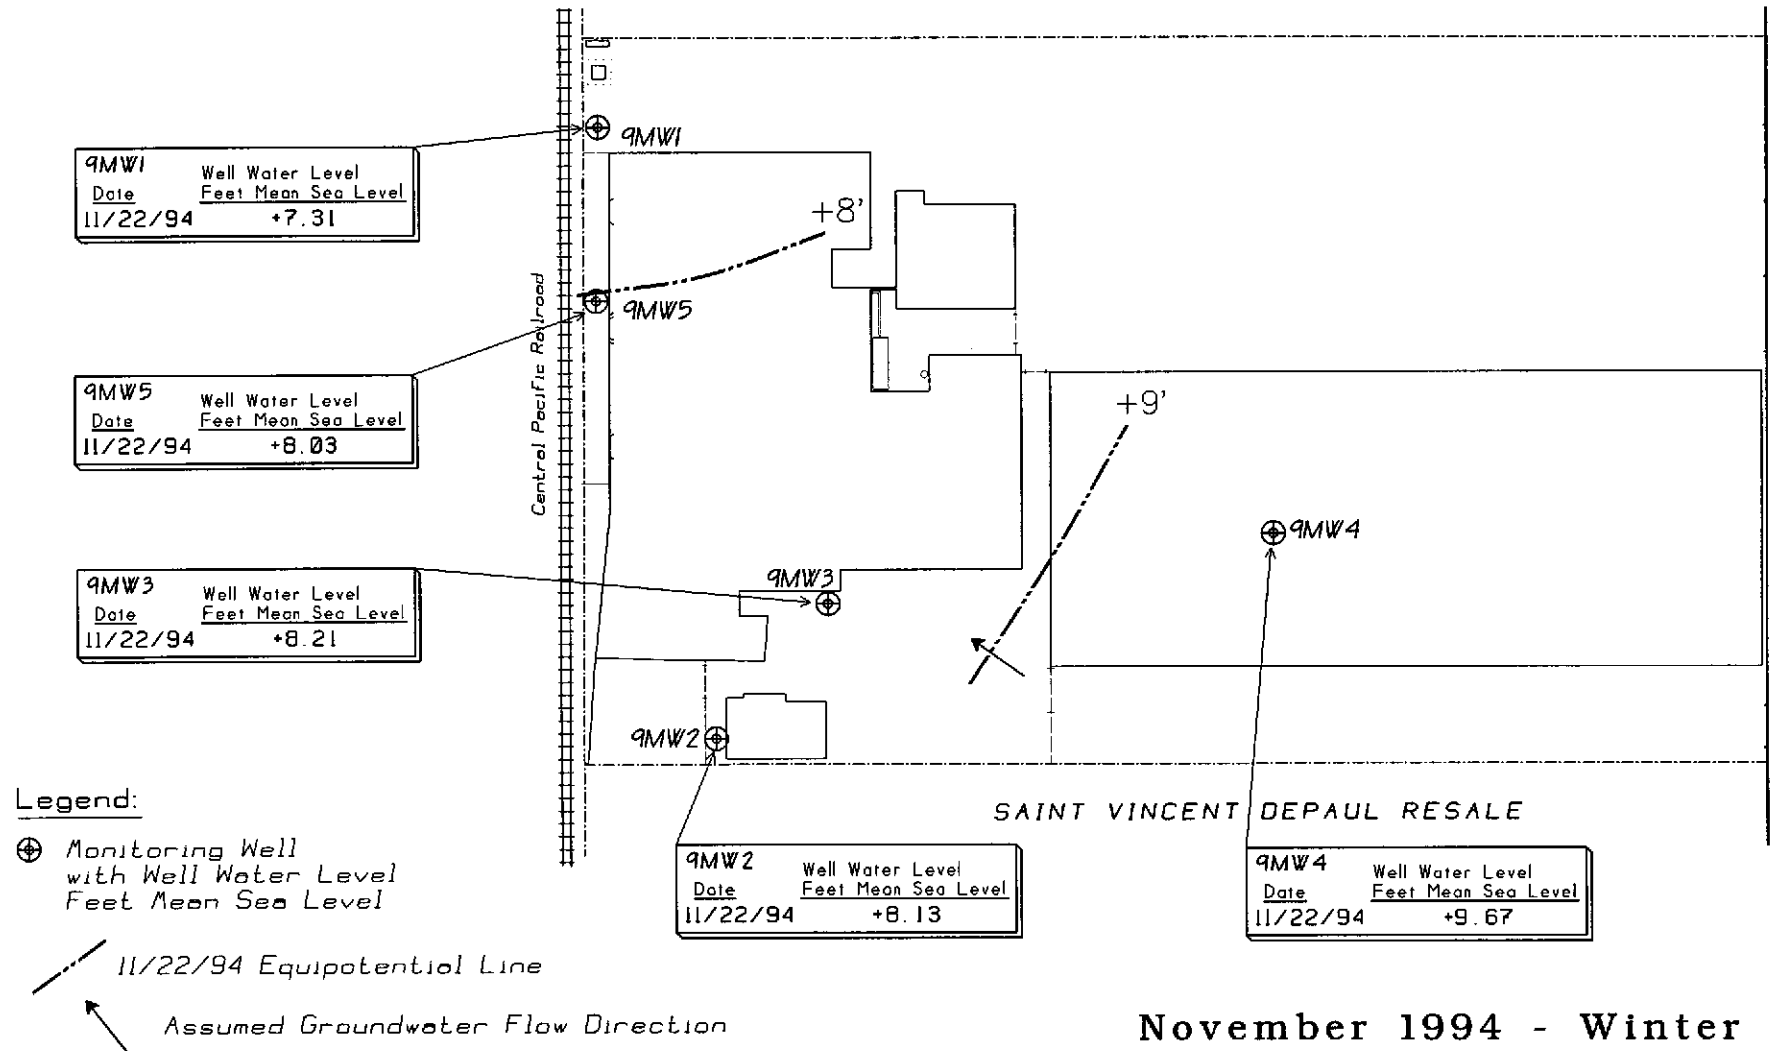 9MW1
9MW1
Well Water Level
Date
Feet Mean Sea Level
11/22/94
+7.31
+8'
9MW5
Central Pacific Railroad
9MW5
Well Water Level
Date
Feet Mean Sea Level
11/22/94
+8.03
+9'
9MW4
9MW3
9MW3
Well Water Level
Date
Feet Mean Sea Level
11/22/94
+8.21
9MW2
SAINT VINCENT DEPAUL RESALE
9MW2
Well Water Level
Date
Feet Mean Sea Level
11/22/94
+8.13
9MW4
Well Water Level
Date
Feet Mean Sea Level
11/22/94
+9.67
Legend:
Monitoring Well
with Well Water Level
Feet Mean Sea Level
11/22/94 Equipotential Line
Assumed Groundwater Flow Direction
November 1994 - Winter